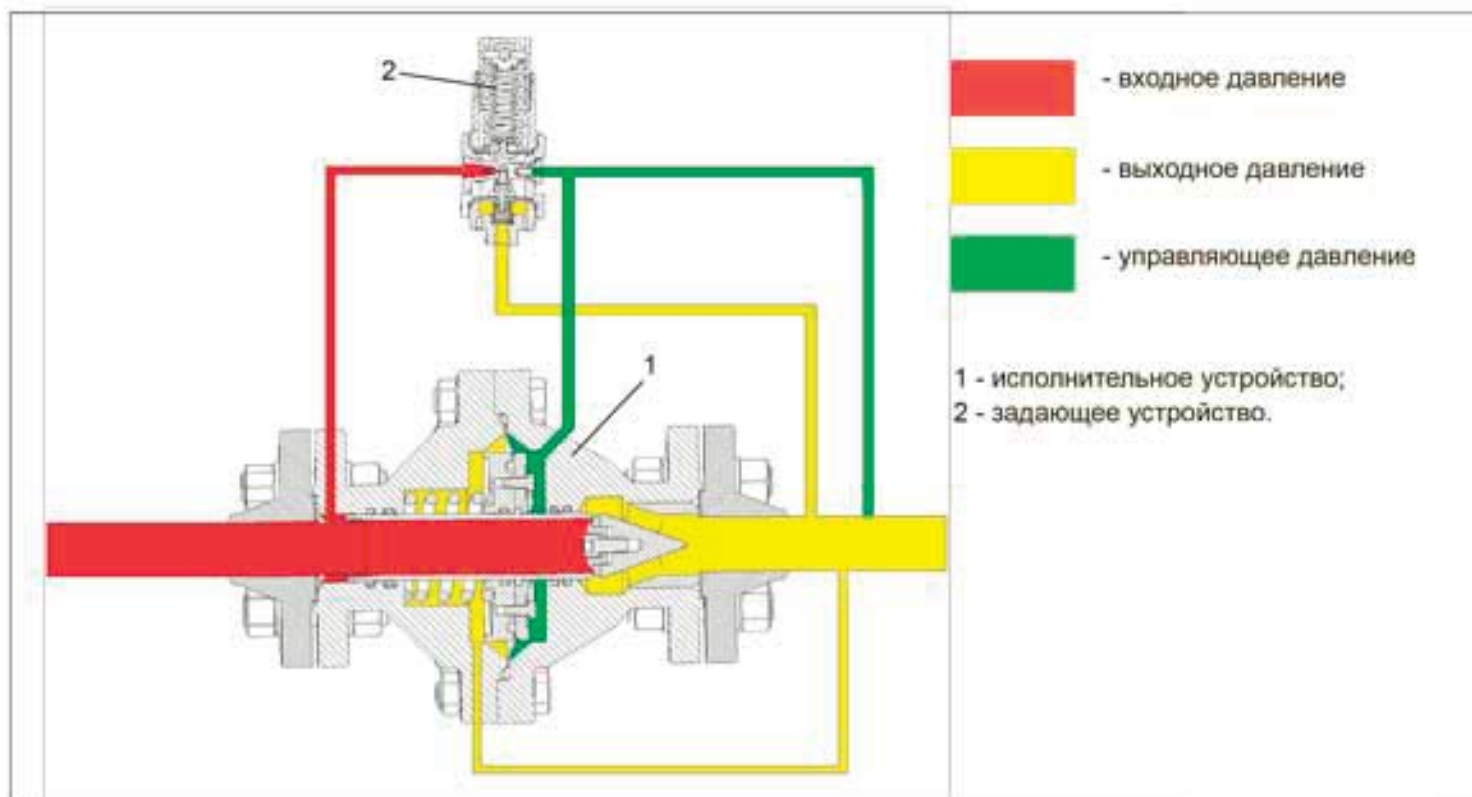 2
- входное давление
- выходное давление
- управляющее давление
1
1 - исполнительное устройство;
2 - задающее устройство.